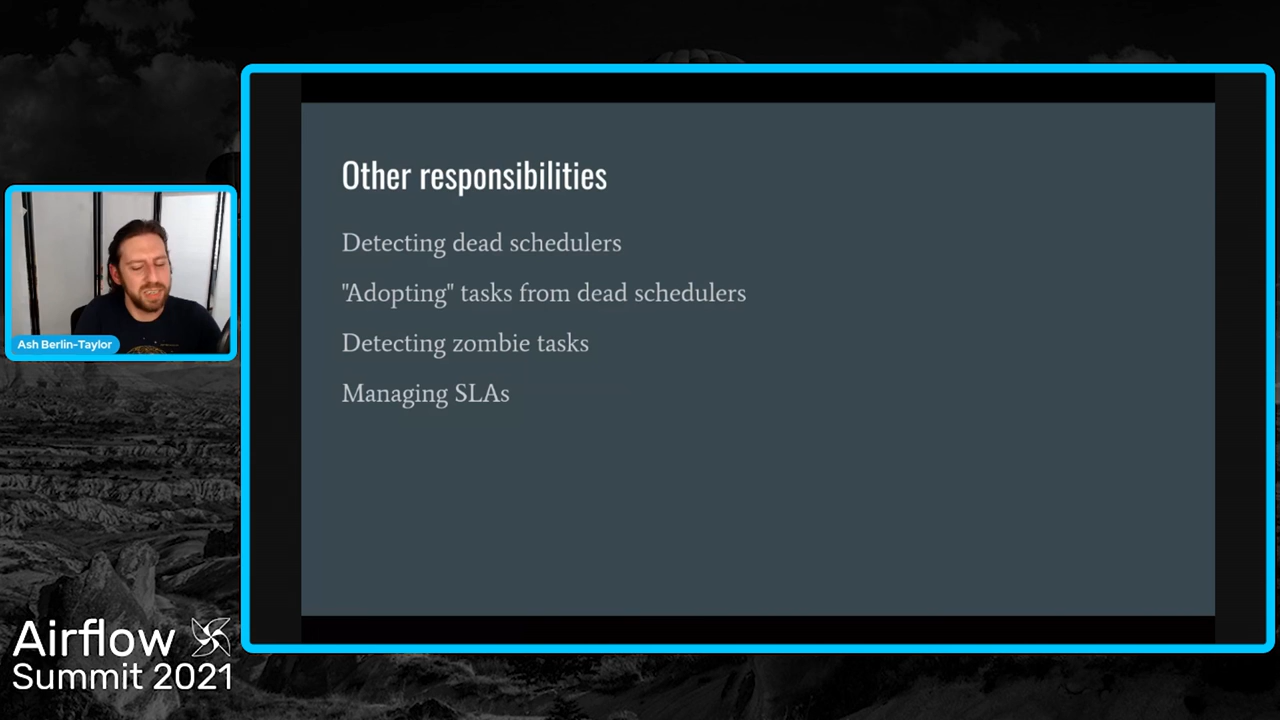 Other responsibilities
Detecting dead schedulers
"Adopting" tasks from dead schedulers
Detecting zombie tasks
Managing SLAs
Ash Berlin-Taylor
Airflow
Summit 2021